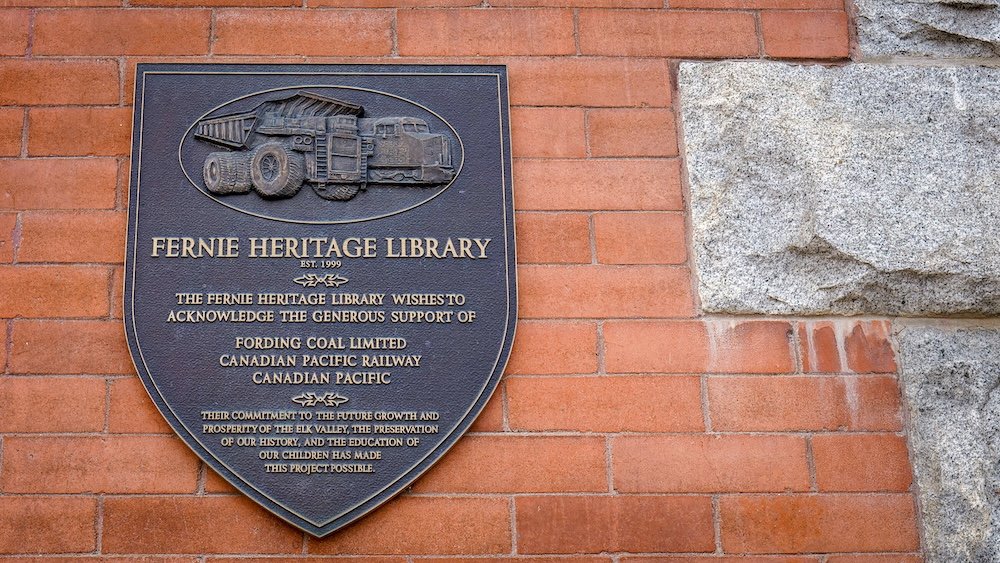 FERNIE HERITAGE LIBRARY
EST. 1999
THE FERNIE HERITAGE LIBRARY WISHES TO
ACKNOWLEDGE THE GENEROUS SUPPORT OF
FORDING COAL LIMITED
CANADIAN PACIFIC RAILWAY
CANADIAN PACIFIC
THEIR COMMITMENT TO THE FUTURE GROWTH AND
PROSPERITY OF THE ELK VALLEY, THE PRESERVATION
OF OUR HISTORY, AND THE EDUCATION OF
OUR CHILDREN HAS MADE
THIS PROJECT POSSIBLE.